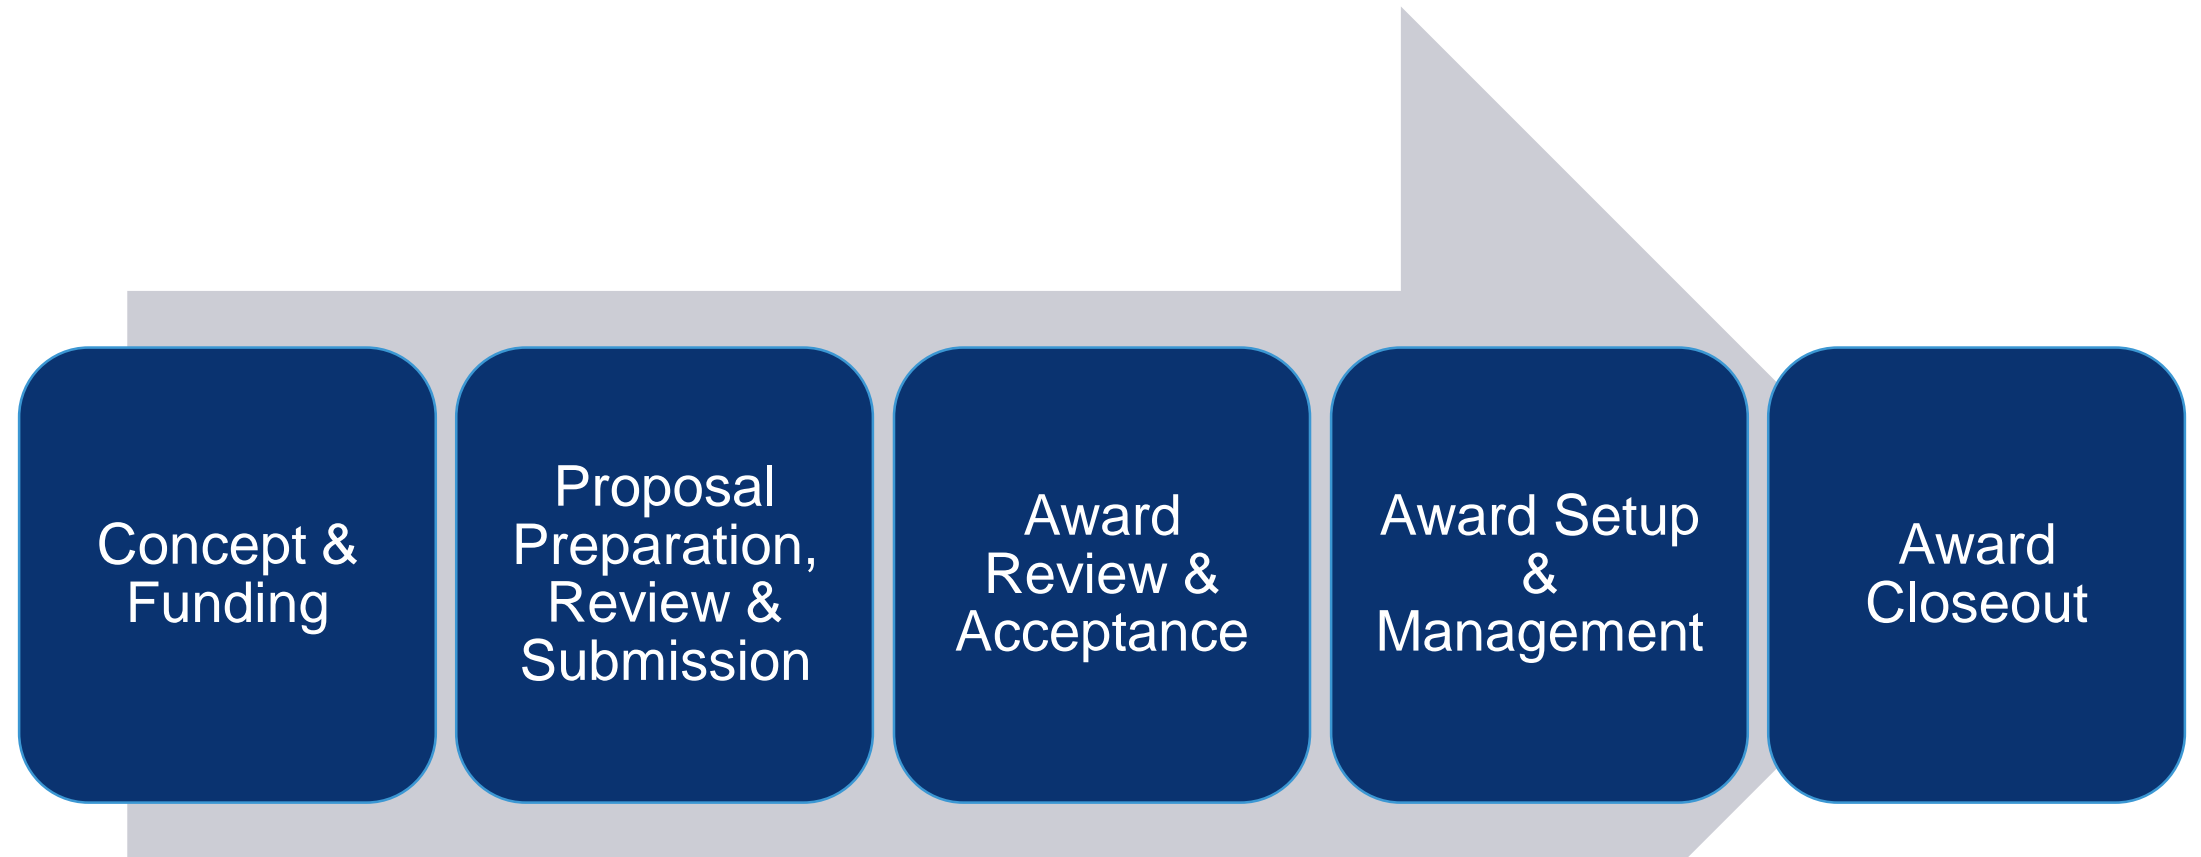 Concept &
Funding
Proposal
Preparation,
Review &
Submission
Award
Review &
Acceptance
Award Setup
&
Management
Award
Closeout